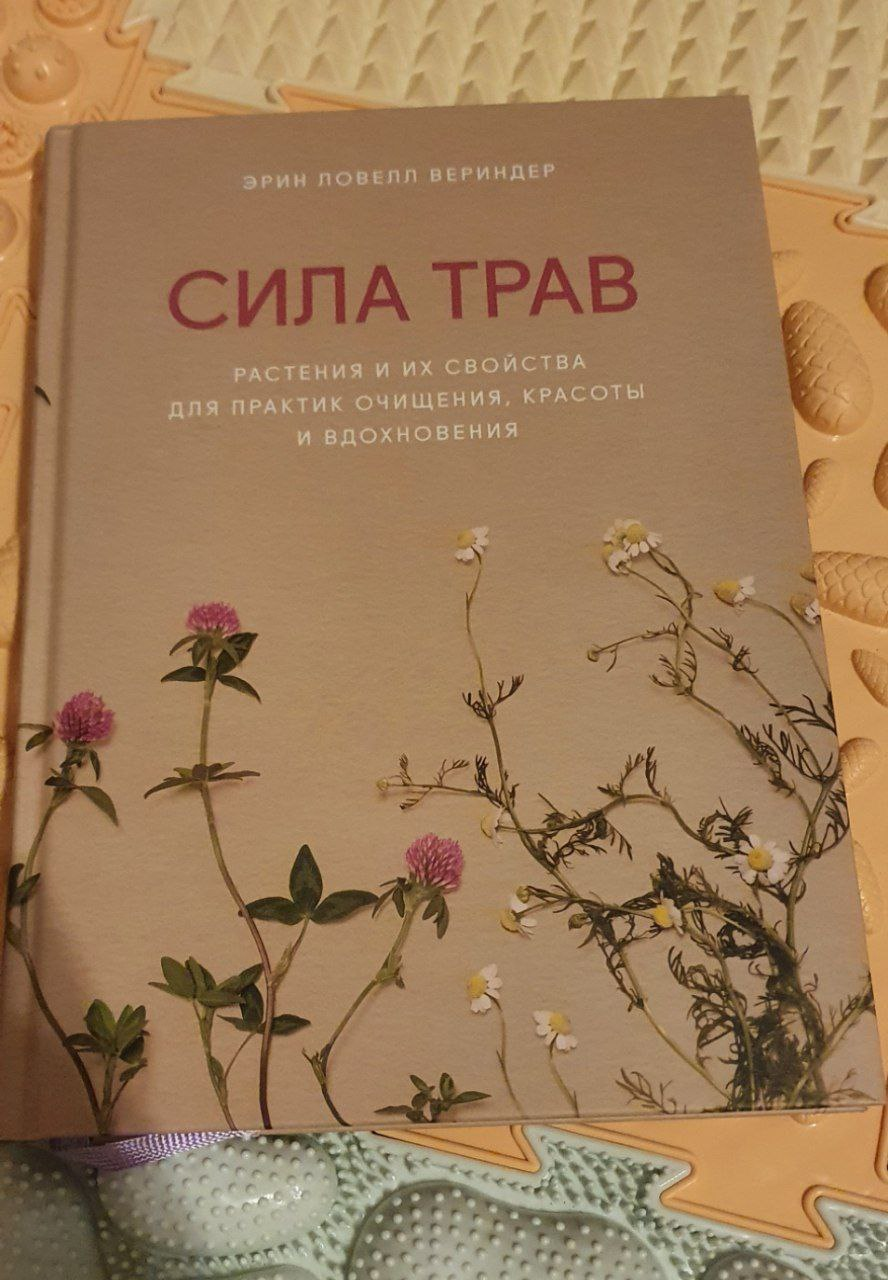 ЭРИН ЛОВЕЛЛ ВЕРИНДЕР
СИЛА ТРАВ
РАСТЕНИЯ И ИХ СВОЙСТВА
ДЛЯ ПРАКТИК ОЧИЩЕНИЯ, КРАСОТЫ
И ВДОХНОВЕНИЯ